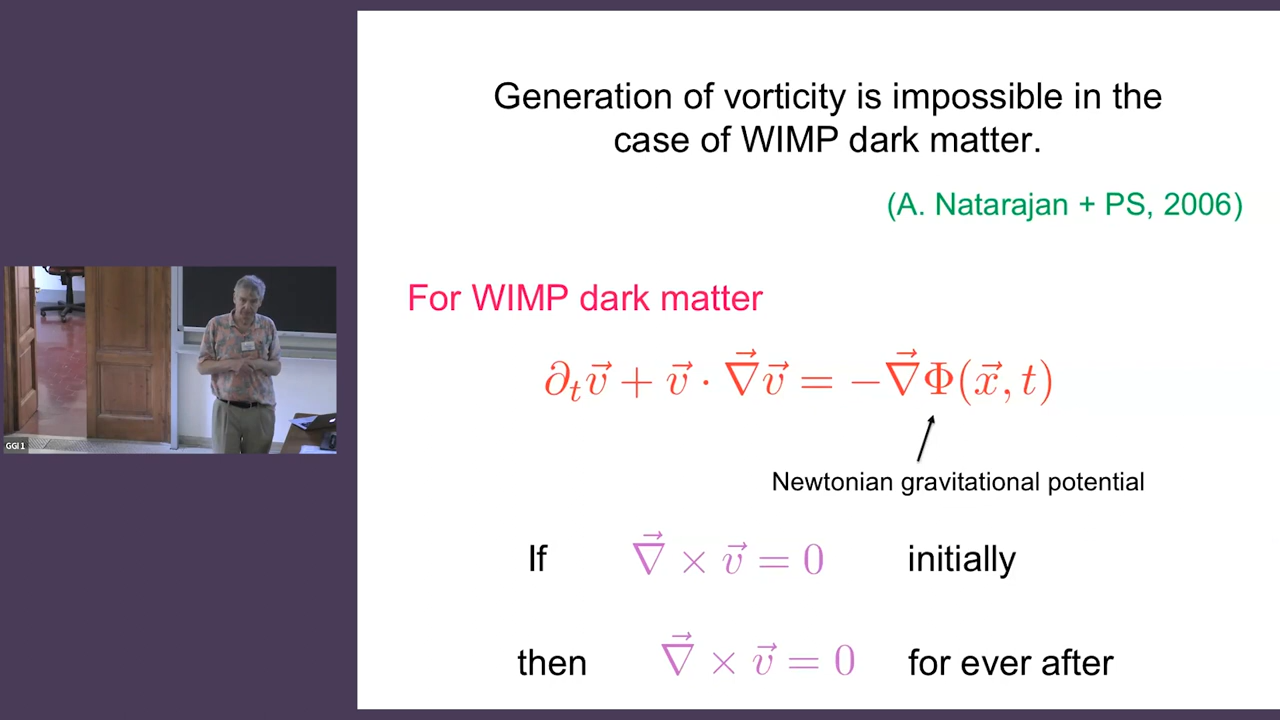 Generation of vorticity is impossible in the
case of WIMP dark matter.
(A. Natarajan + PS, 2006)
For WIMP dark matter
∂ₜv⃗ + v⃗ · ∇⃗v⃗ = −∇⃗Φ(x⃗, t)
Newtonian gravitational potential
If ∇⃗ × v⃗ = 0 initially
then ∇⃗ × v⃗ = 0 for ever after
GGI 1